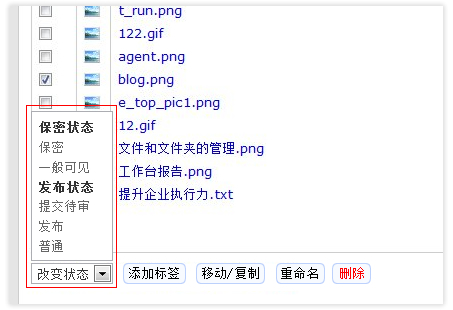 t_run.png
122.gif
agent.png
blog.png
e_top_pic1.png
12.gif
文件和文件夹的管理.png
工作台报告.png
提升企业执行力.txt
保密状态
保密
一般可见
发布状态
提交待审
发布
普通
改变状态 添加标签 移动/复制 重命名 删除